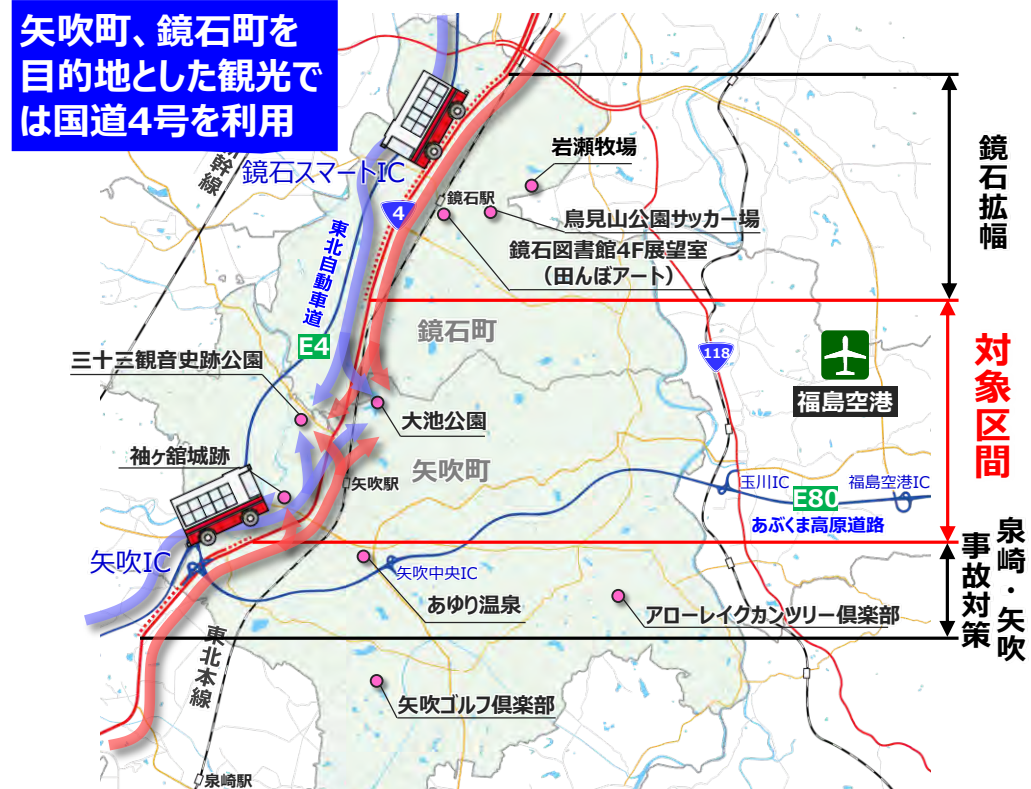 矢吹町、鏡石町を
目的地とした観光で
は国道4号を利用
幹線
鏡石スマートIC
岩瀬牧場
鏡石駅
4
鳥見山公園サッカー場
鏡石図書館4F展望室
（田んぼアート）
鏡石拡幅
東北自動車道
E4
鏡石町
118
福島空港
対象区間
三十三観音史跡公園
大池公園
袖ヶ舘城跡
矢吹町
矢吹駅
玉川IC
E80
福島空港IC
あぶくま高原道路
矢吹IC
矢吹中央IC
あゆり温泉
アローレイクカンツリー倶楽部
泉崎・矢吹
事故対策
東北本線
矢吹ゴルフ倶楽部
泉崎駅